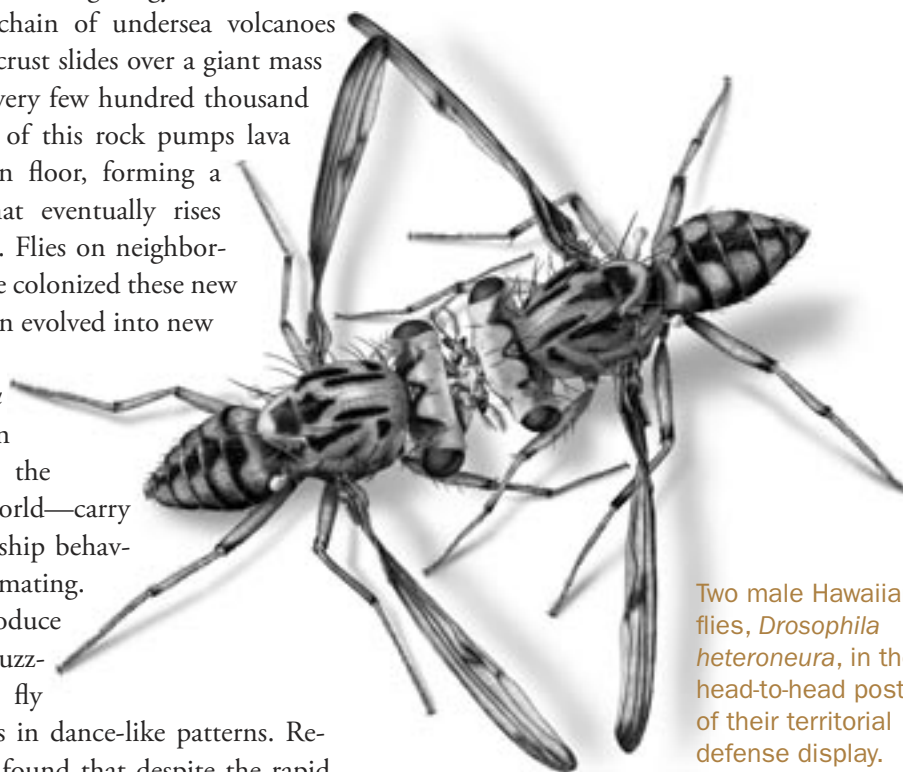 chain of undersea volcanoes
crust slides over a giant mass
very few hundred thousand
of this rock pumps lava
n floor, forming a
hat eventually rises
. Flies on neighbor-
e colonized these new
n evolved into new
n
the
orld—carry
ship behav-
mating.
oduce
uzz-
fly
s in dance-like patterns. Re-
found that despite the rapid
Two male Hawaiia
flies, Drosophila
heteroneura, in th
head-to-head post
of their territorial
defense display.